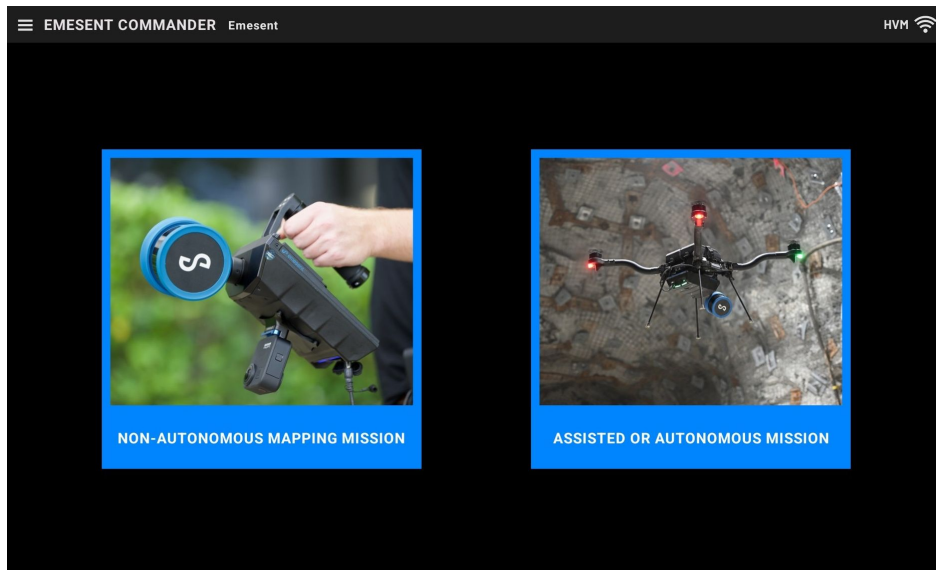 EMESENT COMMANDER Emesent
HVM
NON-AUTONOMOUS MAPPING MISSION
ASSISTED OR AUTONOMOUS MISSION